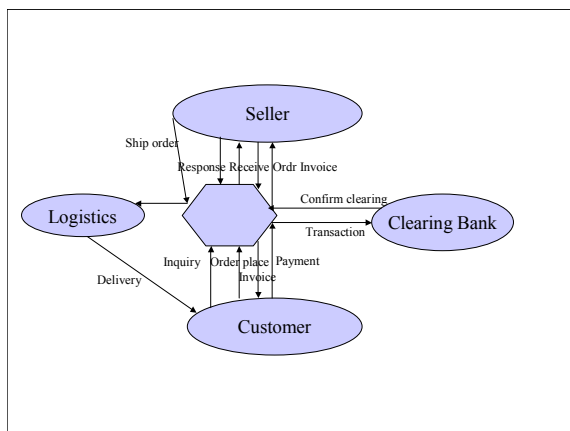 Seller
Ship order
Response Receive Ordr Invoice
Confirm clearing
Logistics
Clearing Bank
Transaction
Inquiry Order place Payment
Delivery
Invoice
Customer